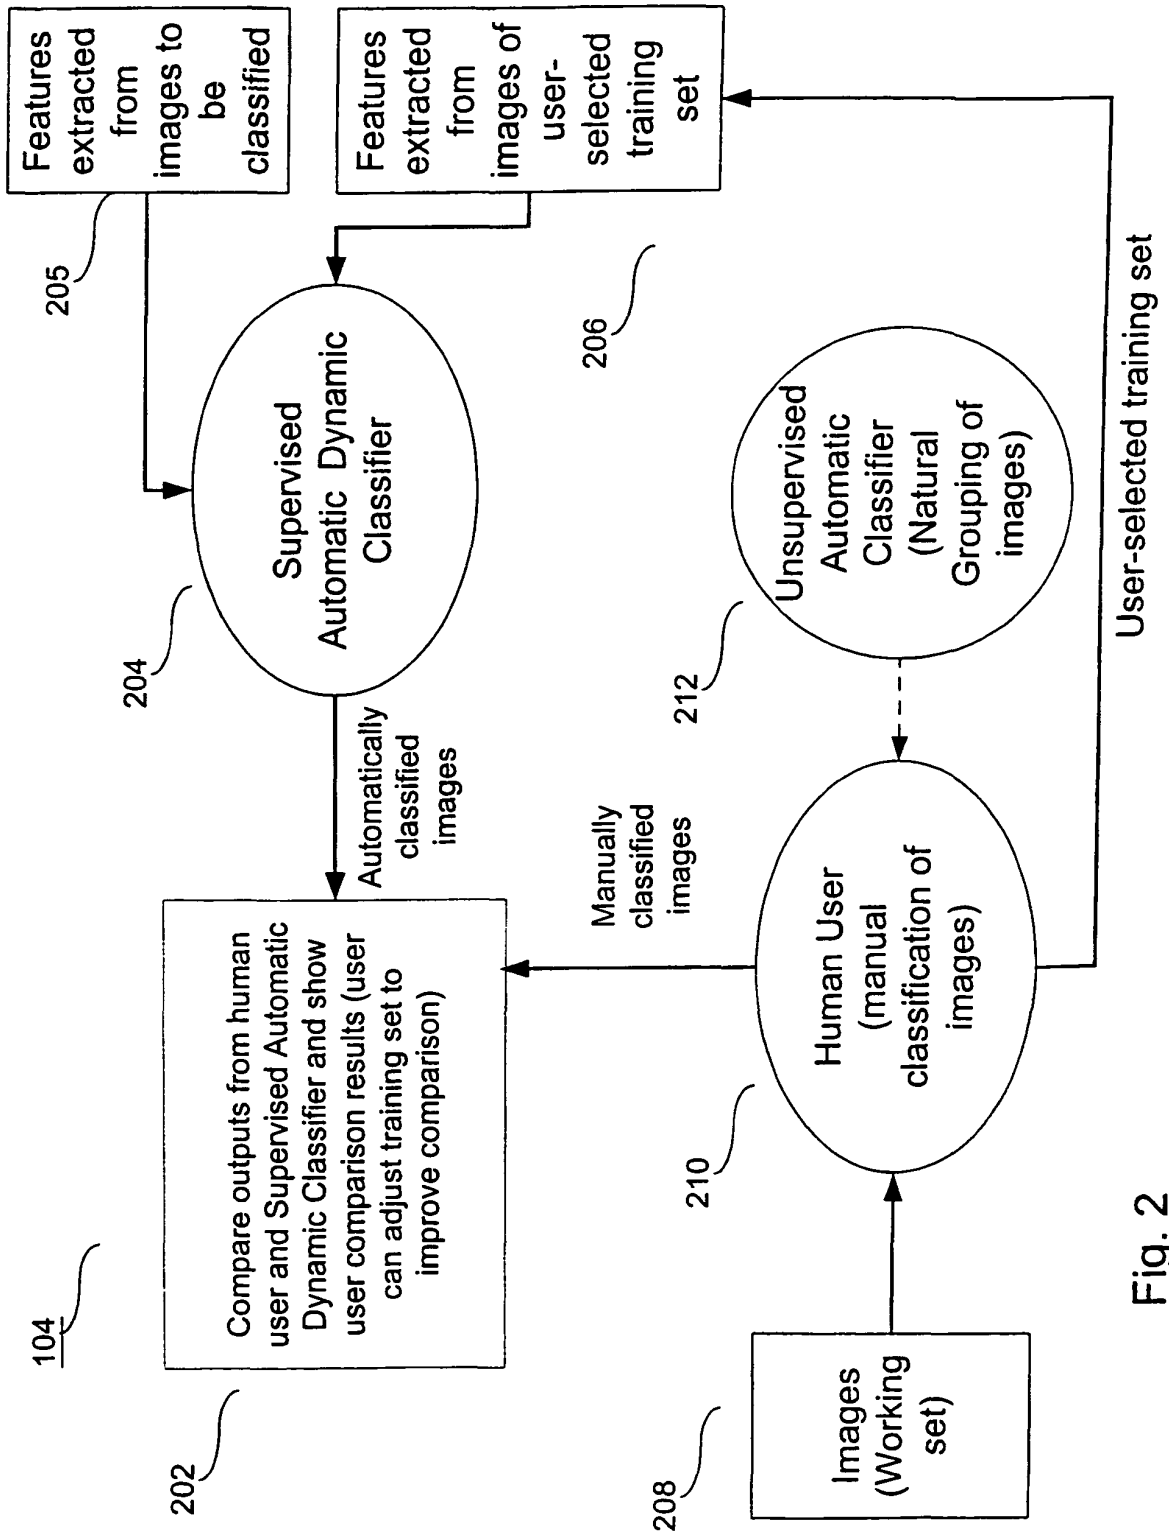 104
202
Compare outputs from human
user and Supervised Automatic
Dynamic Classifier and show
user comparison results (user
can adjust training set to
improve comparison)
Automatically
classified
images
204
Supervised
Automatic Dynamic
Classifier
205
Features
extracted
from
images to
be
classified
206
Features
extracted
from
images of
user-
selected
training
set
208
Images
(Working
set)
210
Human User
(manual
classification of
images)
Manually
classified
images
212
Unsupervised
Automatic
Classifier
(Natural
Grouping of
images)
User-selected training set
Fig. 2